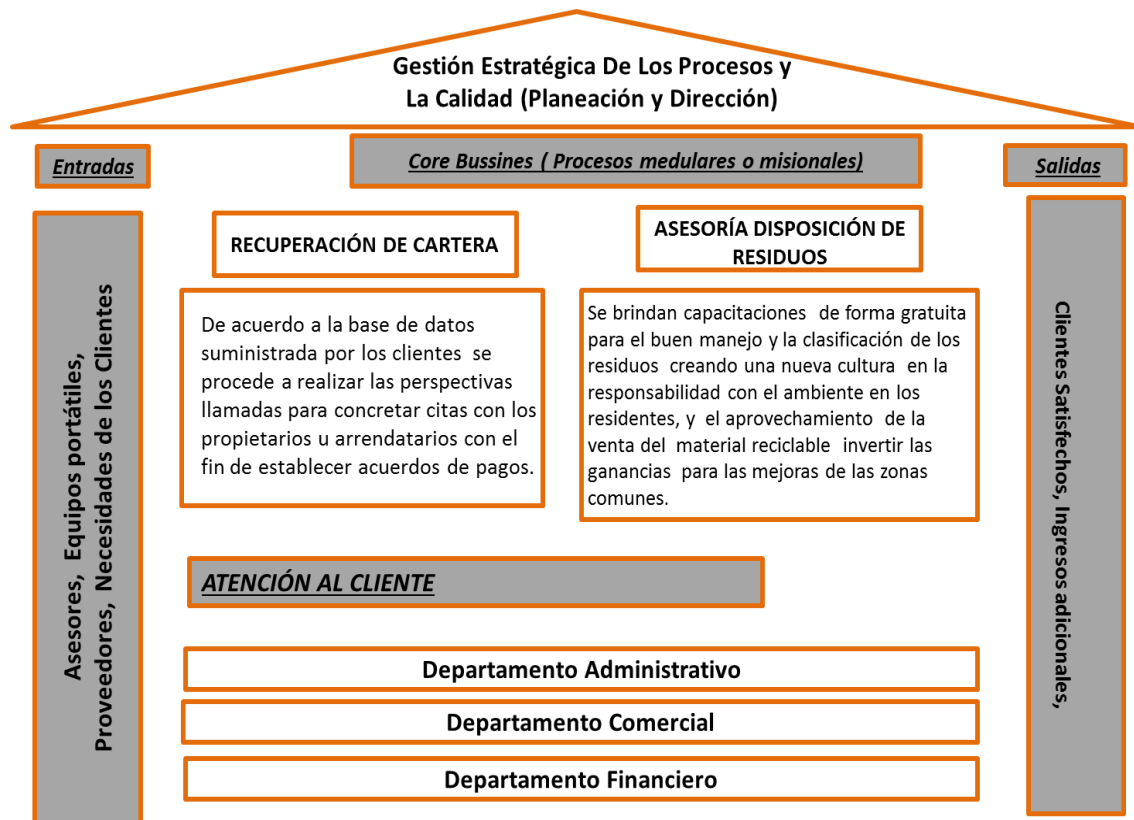 Gestión Estratégica De Los Procesos y
La Calidad (Planeación y Dirección)
Entradas
Core Bussines ( Procesos medulares o misionales)
Salidas
Asesores, Equipos portátiles,
Proveedores, Necesidades de los Clientes
RECUPERACIÓN DE CARTERA
De acuerdo a la base de datos
suministrada por los clientes se
procede a realizar las perspectivas
llamadas para concretar citas con los
propietarios u arrendatarios con el
fin de establecer acuerdos de pagos.
ASESORÍA DISPOSICIÓN DE
RESIDUOS
Se brindan capacitaciones de forma gratuita
para el buen manejo y la clasificación de los
residuos creando una nueva cultura en la
responsabilidad con el ambiente en los
residentes, y el aprovechamiento de la
venta del material reciclable invertir las
ganancias para las mejoras de las zonas
comunes.
Clientes Satisfechos, Ingresos adicionales,
ATENCIÓN AL CLIENTE
Departamento Administrativo
Departamento Comercial
Departamento Financiero